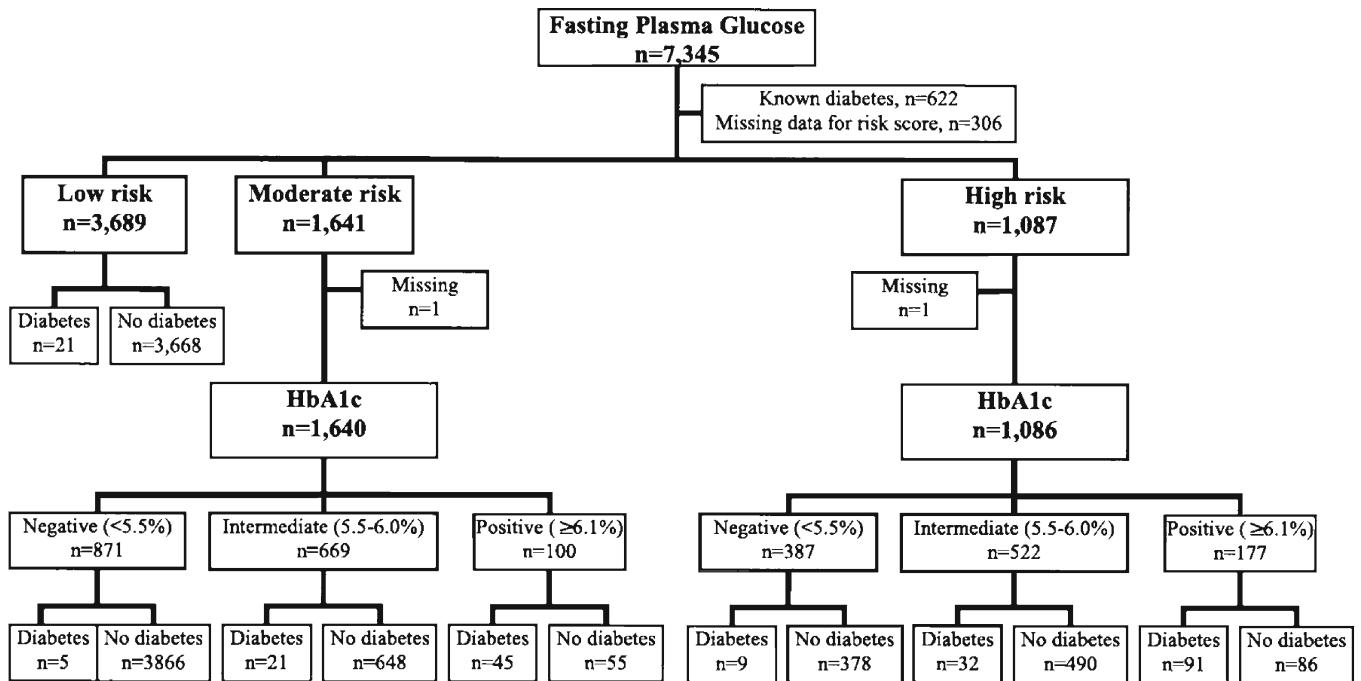 Fasting Plasma Glucose
n=7,345
Known diabetes, n=622
Missing data for risk score, n=306
Low risk
n=3,689
Moderate risk
n=1,641
High risk
n=1,087
Missing
n=1
Missing
n=1
Diabetes
n=21
No diabetes
n=3,668
HbA1c
n=1,640
HbA1c
n=1,086
Negative (<5.5%)
n=871
Intermediate (5.5-6.0%)
n=669
Positive ( ≥6.1%)
n=100
Negative (<5.5%)
n=387
Intermediate (5.5-6.0%)
n=522
Positive ( ≥6.1%)
n=177
Diabetes
n=5
No diabetes
n=3866
Diabetes
n=21
No diabetes
n=648
Diabetes
n=45
No diabetes
n=55
Diabetes
n=9
No diabetes
n=378
Diabetes
n=32
No diabetes
n=490
Diabetes
n=91
No diabetes
n=86